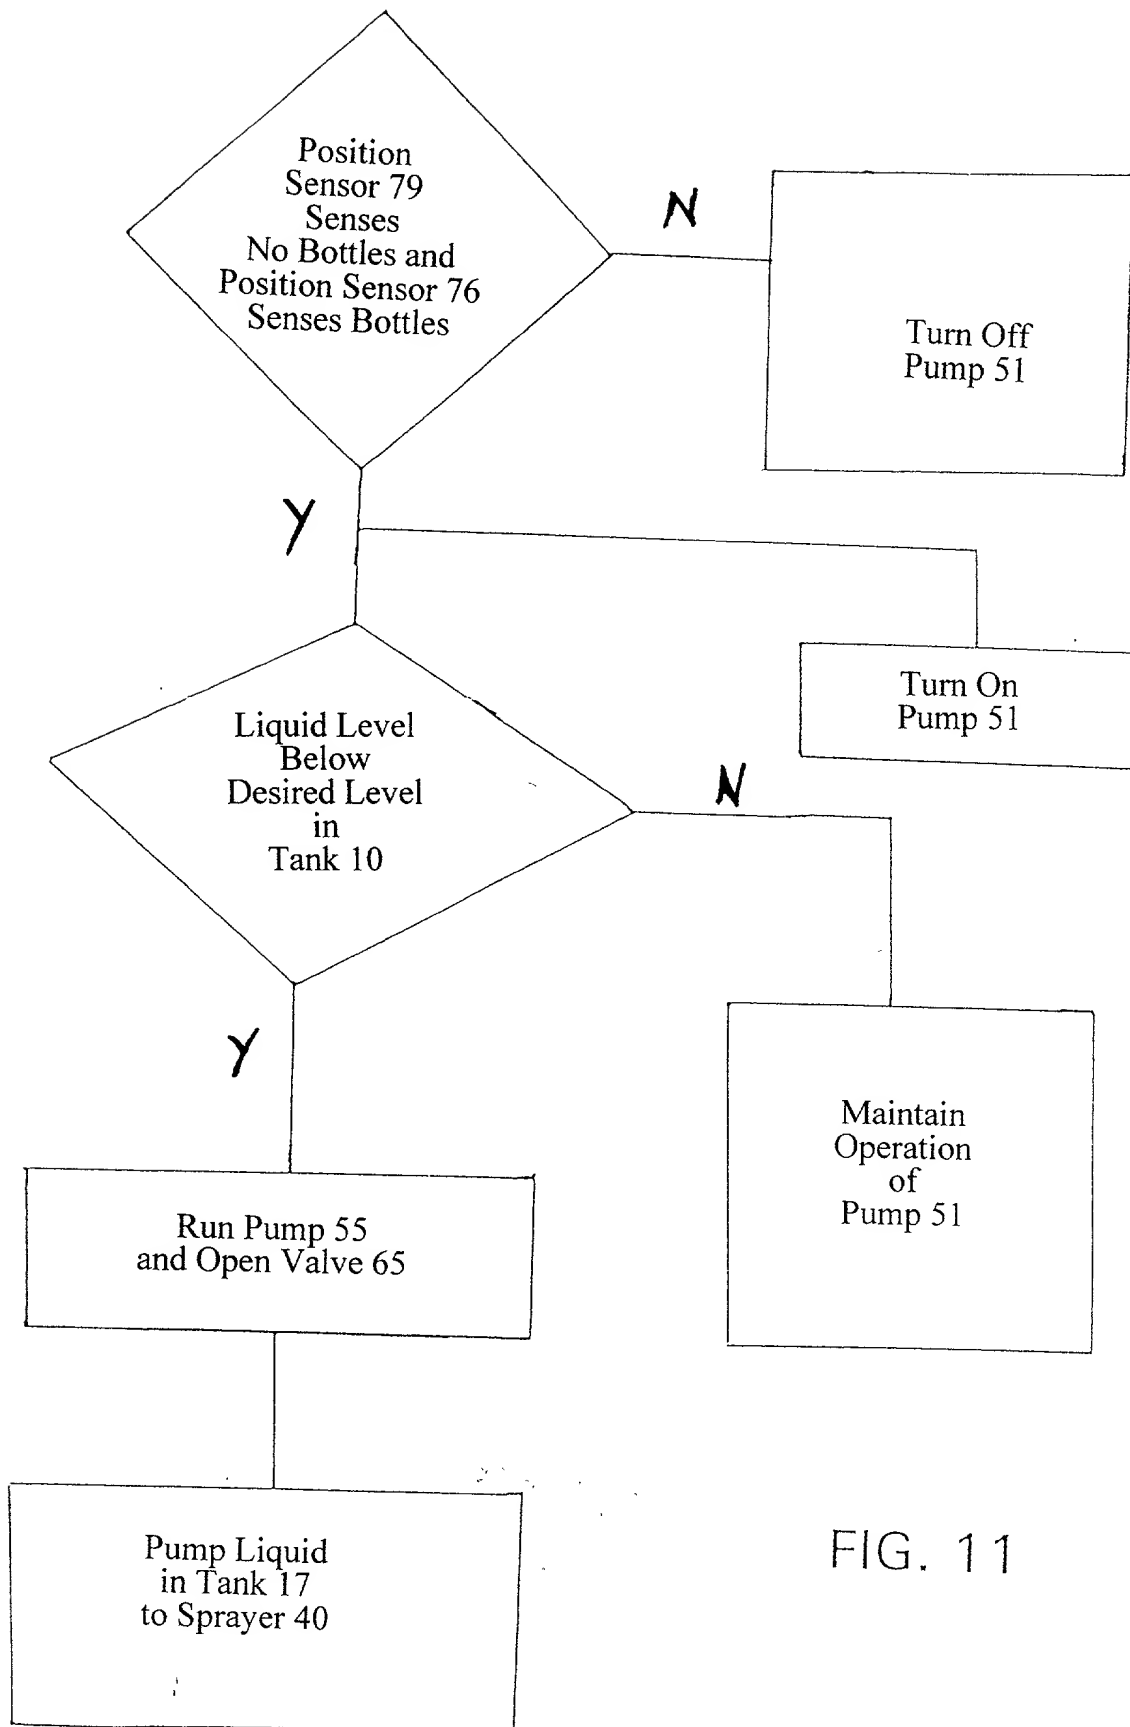 Position
Sensor 79
Senses
No Bottles and
Position Sensor 76
Senses Bottles
N
Turn Off
Pump 51
Y
Turn On
Pump 51
Liquid Level
Below
Desired Level
in
Tank 10
N
Y
Maintain
Operation
of
Pump 51
Run Pump 55
and Open Valve 65
Pump Liquid
in Tank 17
to Sprayer 40
FIG. 11